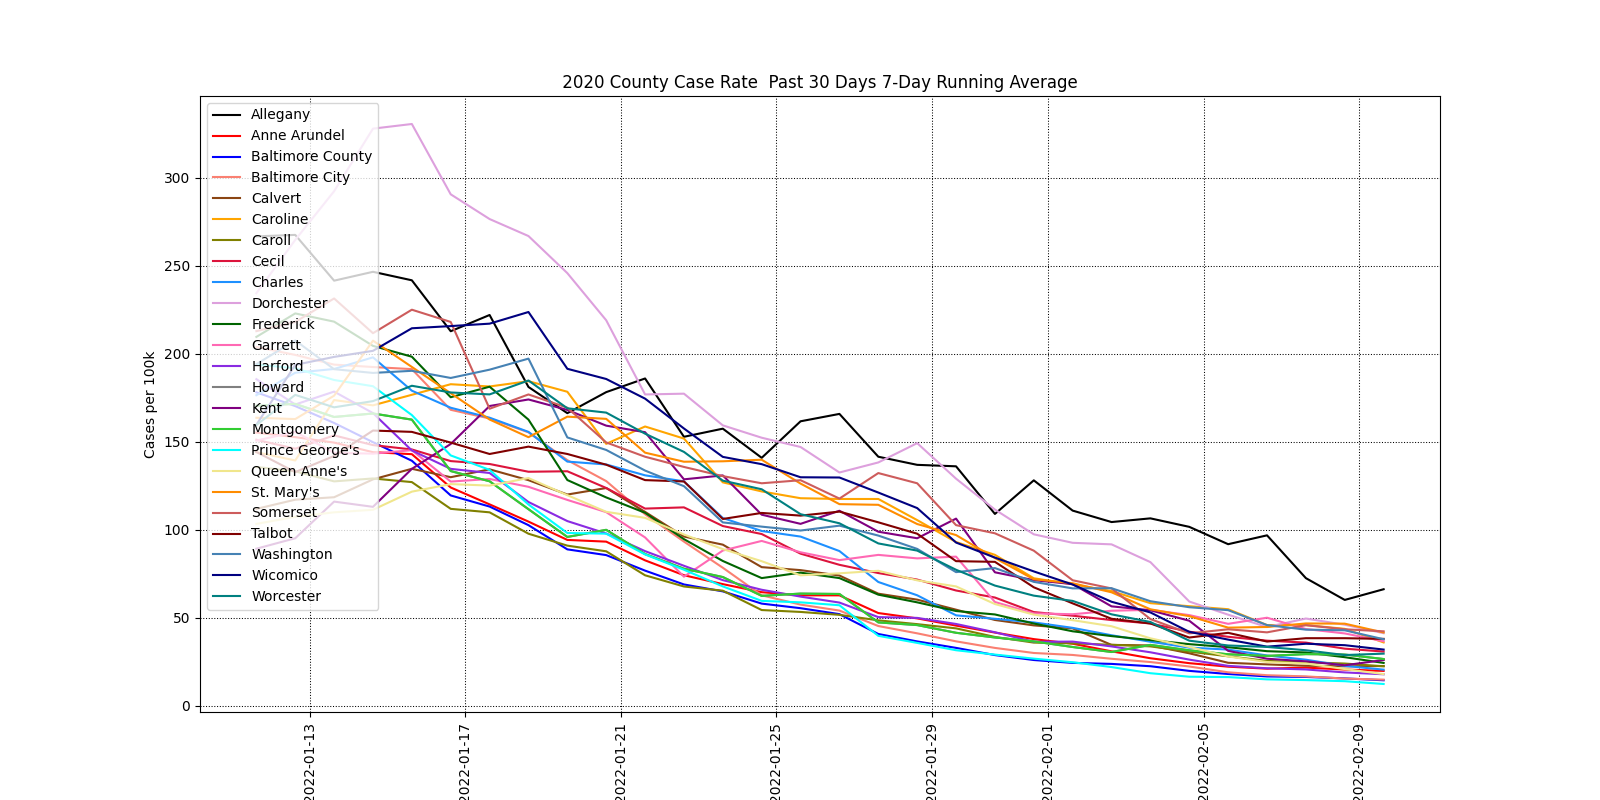 2020 County Case Rate  Past 30 Days 7-Day Running Average
Cases per 100k
300
250
200
150
100
50
0
Allegany
Anne Arundel
Baltimore County
Baltimore City
Calvert
Caroline
Caroll
Cecil
Charles
Dorchester
Frederick
Garrett
Harford
Howard
Kent
Montgomery
Prince George's
Queen Anne's
St. Mary's
Somerset
Talbot
Washington
Wicomico
Worcester
2022-01-13
2022-01-17
2022-01-21
2022-01-25
2022-01-29
2022-02-01
2022-02-05
2022-02-09